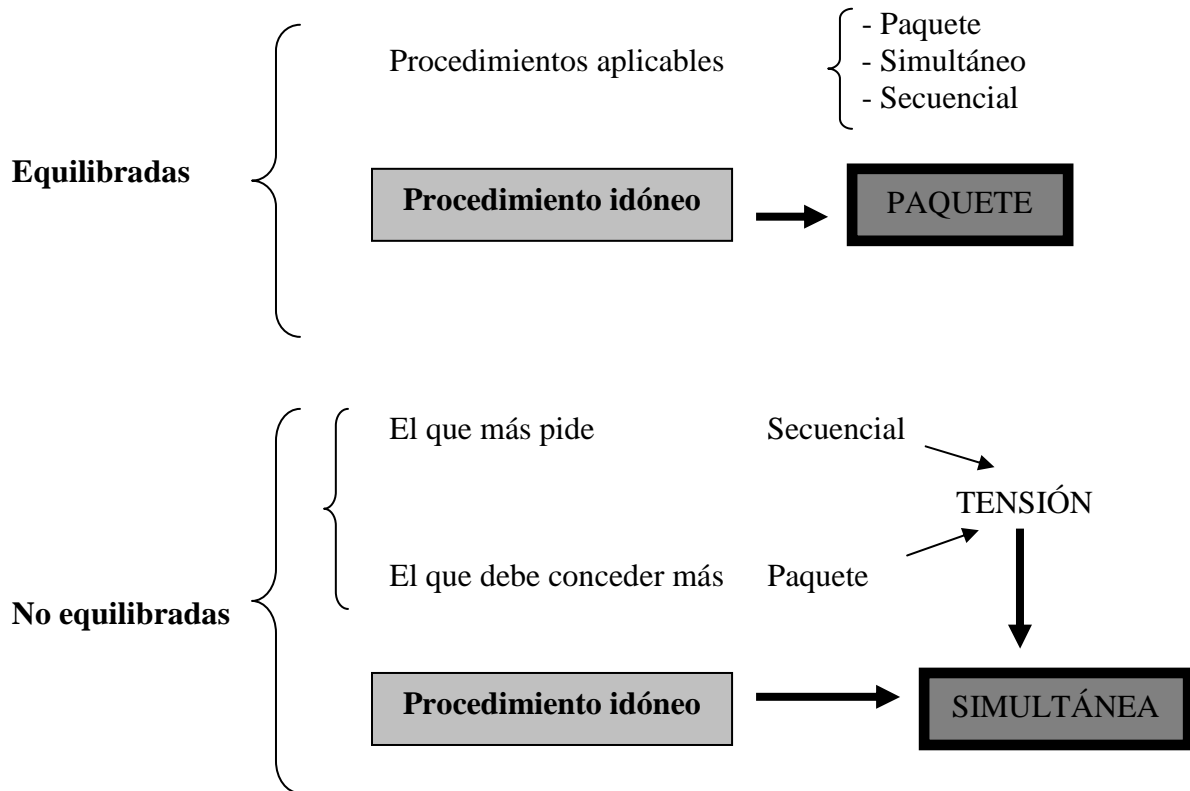 Procedimientos aplicables
- Paquete
- Simultáneo
- Secuencial
Equilibradas
Procedimiento idóneo
PAQUETE
El que más pide
Secuencial
TENSIÓN
El que debe conceder más
Paquete
No equilibradas
Procedimiento idóneo
SIMULTÁNEA